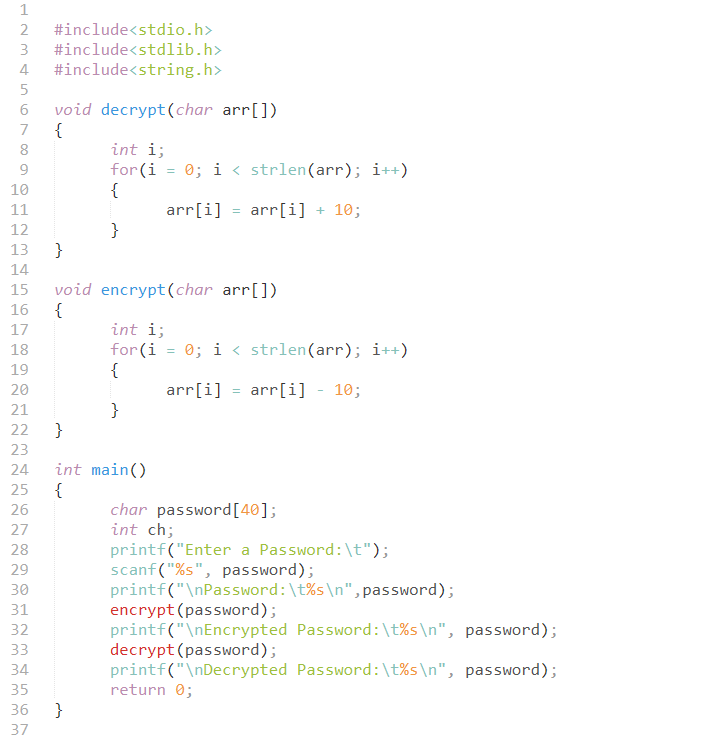 1
2 #include<stdio.h>
3 #include<stdlib.h>
4 #include<string.h>
5
6 void decrypt(char arr[])
7 {
8 int i;
9 for(i = 0; i < strlen(arr); i++)
10 {
11 arr[i] = arr[i] + 10;
12 }
13 }
14
15 void encrypt(char arr[])
16 {
17 int i;
18 for(i = 0; i < strlen(arr); i++)
19 {
20 arr[i] = arr[i] - 10;
21 }
22 }
23
24 int main()
25 {
26 char password[40];
27 int ch;
28 printf("Enter a Password:\t");
29 scanf("%s", password);
30 printf("\nPassword:\t%s\n",password);
31 encrypt(password);
32 printf("\nEncrypted Password:\t%s\n", password);
33 decrypt(password);
34 printf("\nDecrypted Password:\t%s\n", password);
35 return 0;
36 }
37